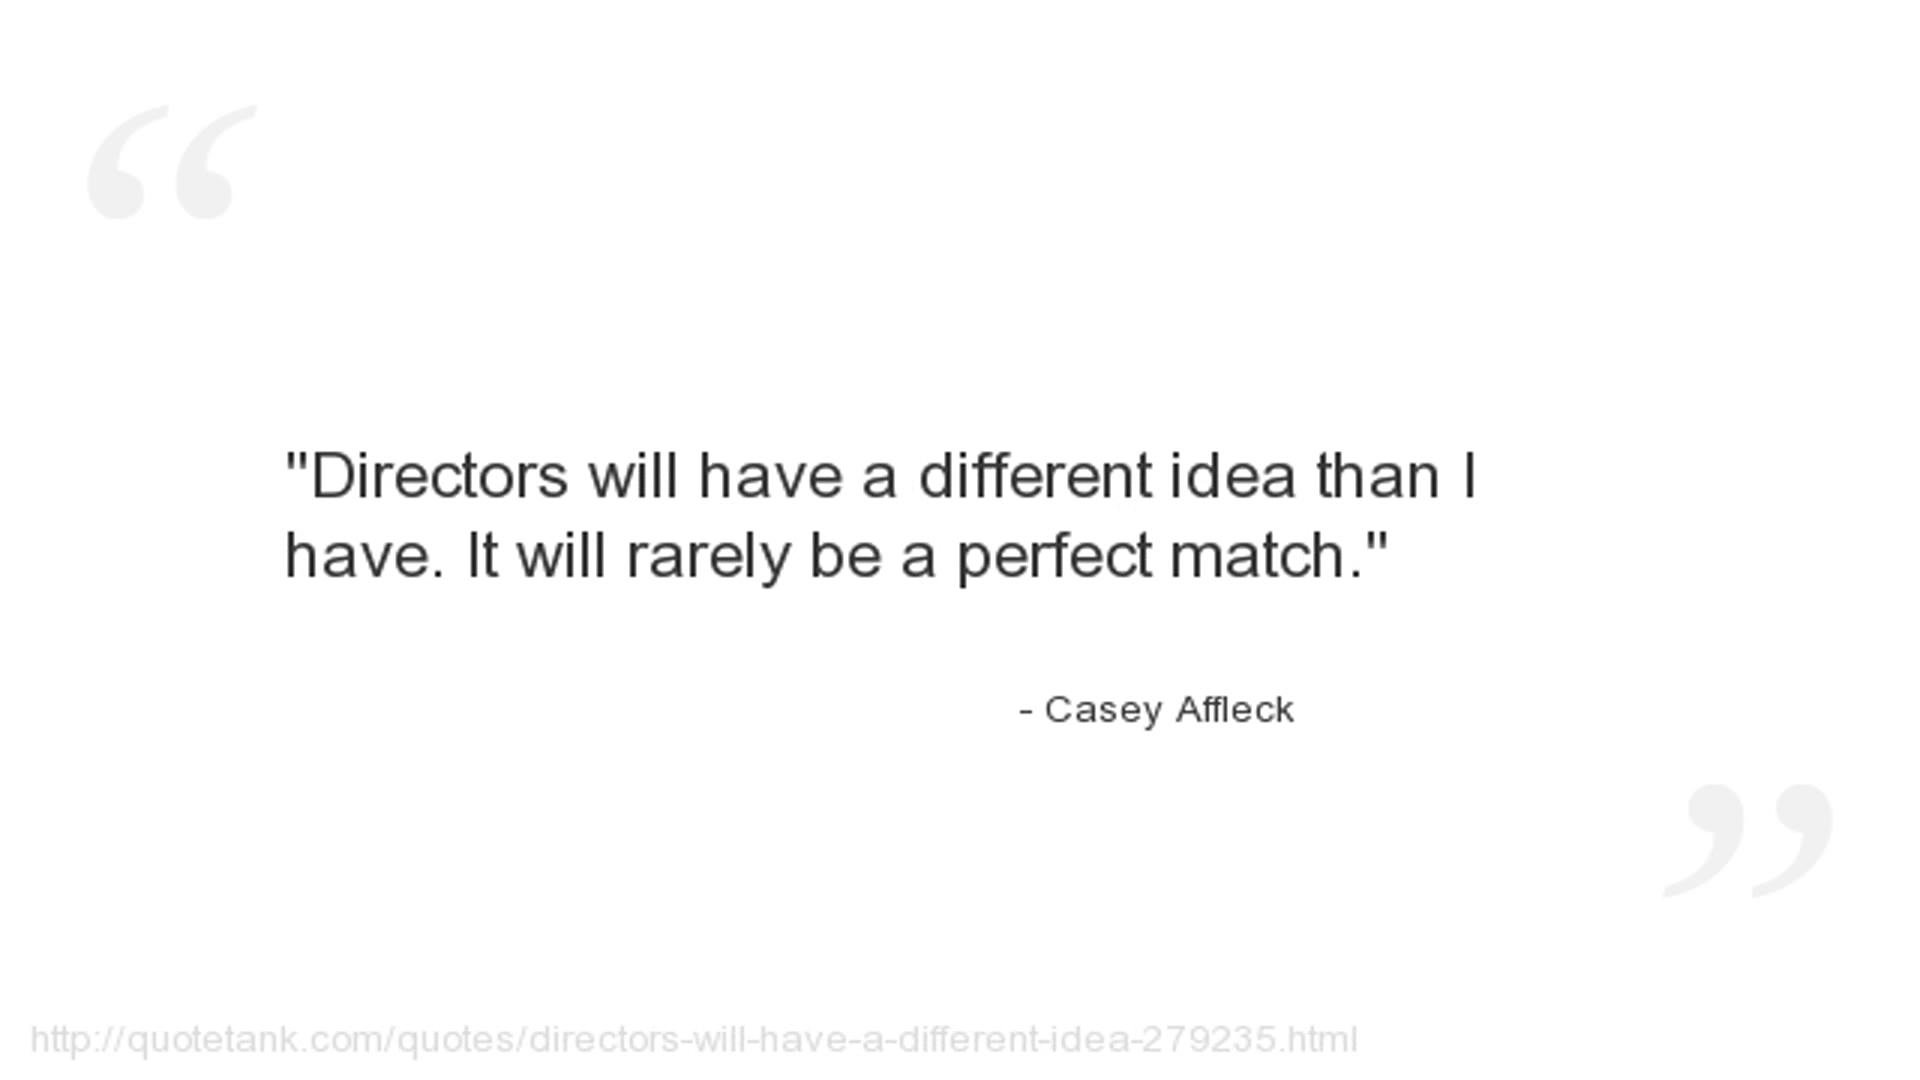 "Directors will have a different idea than I
have. It will rarely be a perfect match."
- Casey Affleck
http://quotetank.com/quotes/directors-will-have-a-different-idea-279235.html